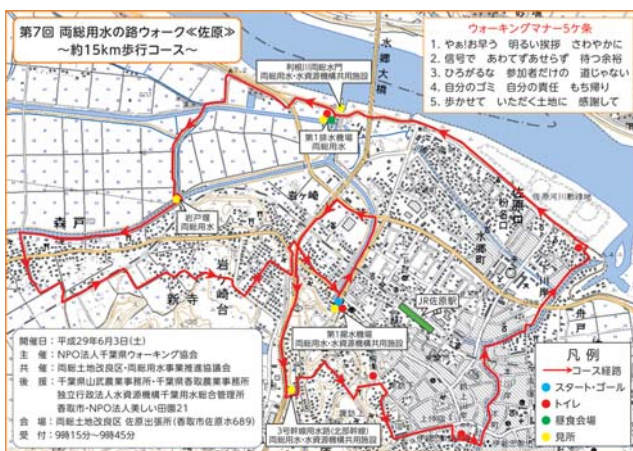 第7回 両総用水の路ウォーク≪佐原≫
～約15km歩行コース～
ウォーキングマナー5ケ条
1. やぁ!お早う 明るい挨拶 さわやかに
2. 信号で あわてずあせらず 待つ余裕
3. ひろがるな 参加者だけの 道じゃない
4. 自分のゴミ 自分の責任 もち帰り
5. 歩かせて いただく土地に 感謝して
利根川両総水門
両総用水・水資源機構共用施設
水郷大橋
第1排水機場
両総用水
岩ケ崎
佐原河川敷緑地
佐原口
岩戸堰
両総用水
森戸
岩ケ崎台
新寺
JR佐原駅
舟戸
第1揚水機場
両総用水・水資源機構共用施設
諏訪
3号幹線用水路(北部幹線)
両総用水・水資源機構共用施設
開催日:平成29年6月3日(土)
主 催:NPO法人千葉県ウォーキング協会
共 催:両総土地改良区・両総用水事業推進協議会
後 援:千葉県山武農業事務所・千葉県香取農業事務所
独立行政法人水資源機構千葉用水総合管理所
香取市・NPO法人美しい田園21
会 場:両総土地改良区 佐原出張所(香取市佐原ホ689)
受 付:9時15分～9時45分
凡 例
コース経路
スタート・ゴール
トイレ
昼食会場
見所